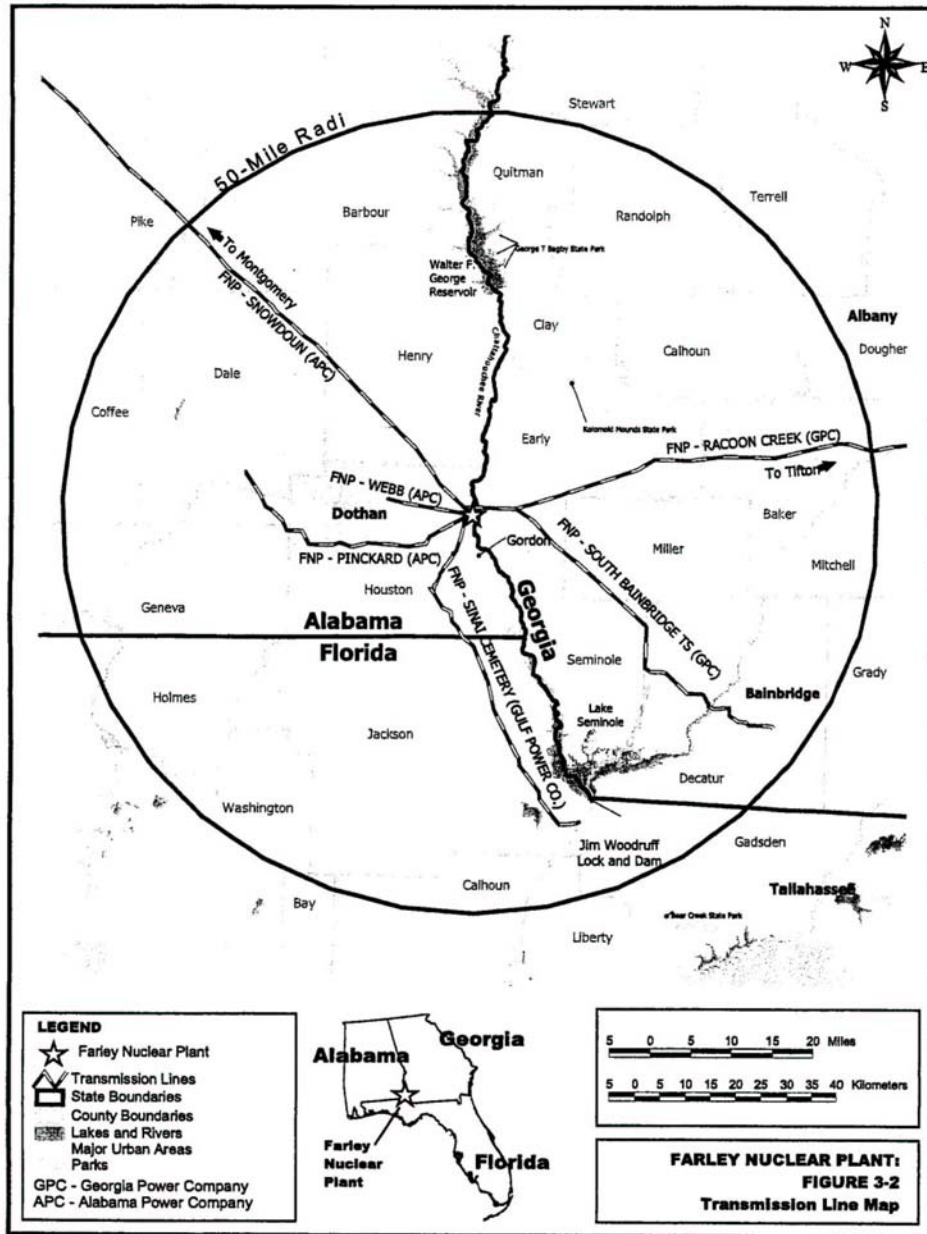 N
W E
S
Stewart
50-Mile Radi
Quitman
Terrell
Pike
Barbour
Randolph
To Montgomery
George T Bagby State Park
Walter F.
George
Reservoir
FNP - SNOWDOUN (APC)
Clay
Albany
Chattahoochee River
Henry
Calhoun
Dougher
Dale
Coffee
Kolomoki Mounds State Park
Early
FNP - RACOON CREEK (GPC)
To Tifton
FNP - WEBB (APC)
Dothan
Baker
Gordon
FNP - PINCKARD (APC)
Miller
Mitchell
FNP - SOUTH BAINBRIDGE TS (GPC)
Houston
Geneva
Georgia
Alabama
Florida
FNP - SINAI CEMETERY (GULF POWER CO.)
Seminole
Grady
Holmes
Bainbridge
Lake
Seminole
Jackson
Decatur
Washington
Jim Woodruff
Lock and Dam
Gadsden
Calhoun
Tallahassee
Bay
Bear Creek State Park
Liberty
LEGEND
Farley Nuclear Plant
Transmission Lines
State Boundaries
County Boundaries
Lakes and Rivers
Major Urban Areas
Parks
GPC - Georgia Power Company
APC - Alabama Power Company
Alabama
Georgia
Farley
Nuclear
Plant
Florida
5 0 5 10 15 20 Miles
5 0 5 10 15 20 25 30 35 40 Kilometers
FARLEY NUCLEAR PLANT:
FIGURE 3-2
Transmission Line Map